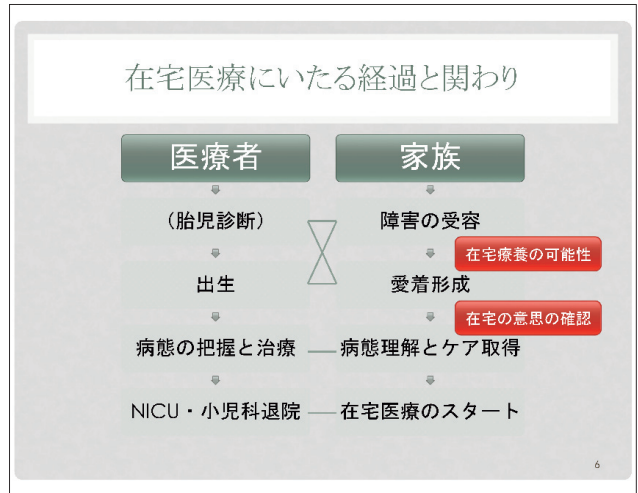 在宅医療にいたる経過と関わり
医療者
家族
(胎児診断)
障害の受容
在宅療養の可能性
出生
愛着形成
在宅の意思の確認
病態の把握と治療
病態理解とケア取得
NICU・小児科退院
在宅医療のスタート
6